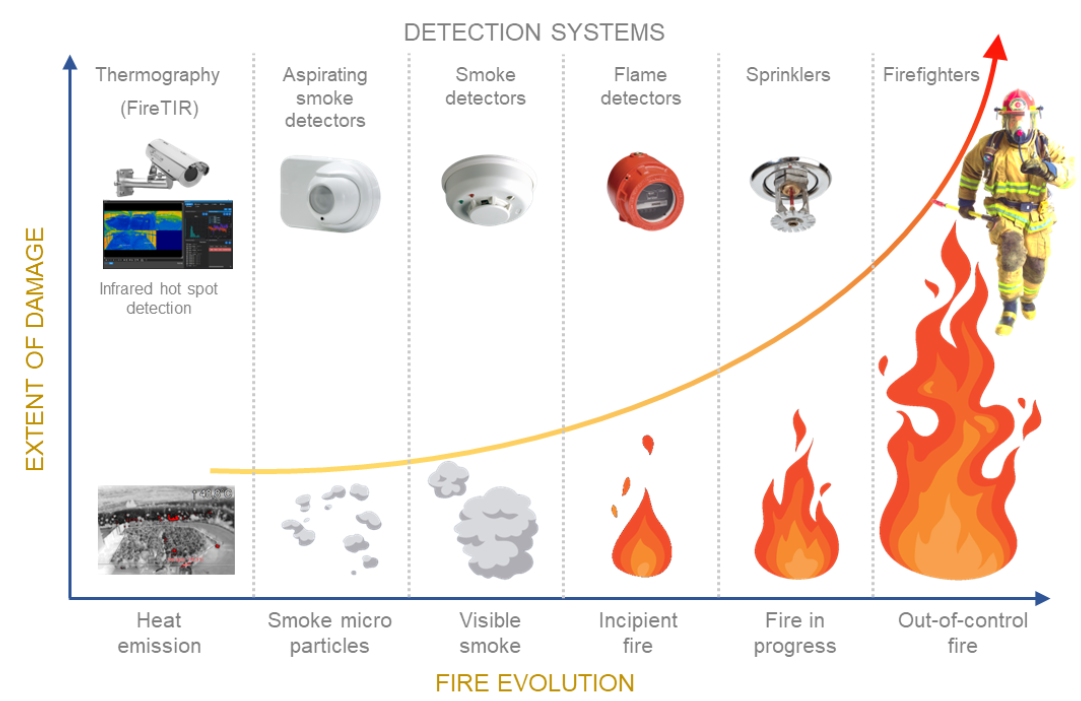 DETECTION SYSTEMS
Thermography
(FireTIR)
Aspirating
smoke
detectors
Smoke
detectors
Flame
detectors
Sprinklers
Firefighters
Infrared hot spot
detection
EXTENT OF DAMAGE
Heat
emission
Smoke micro
particles
Visible
smoke
Incipient
fire
Fire in
progress
Out-of-control
fire
FIRE EVOLUTION